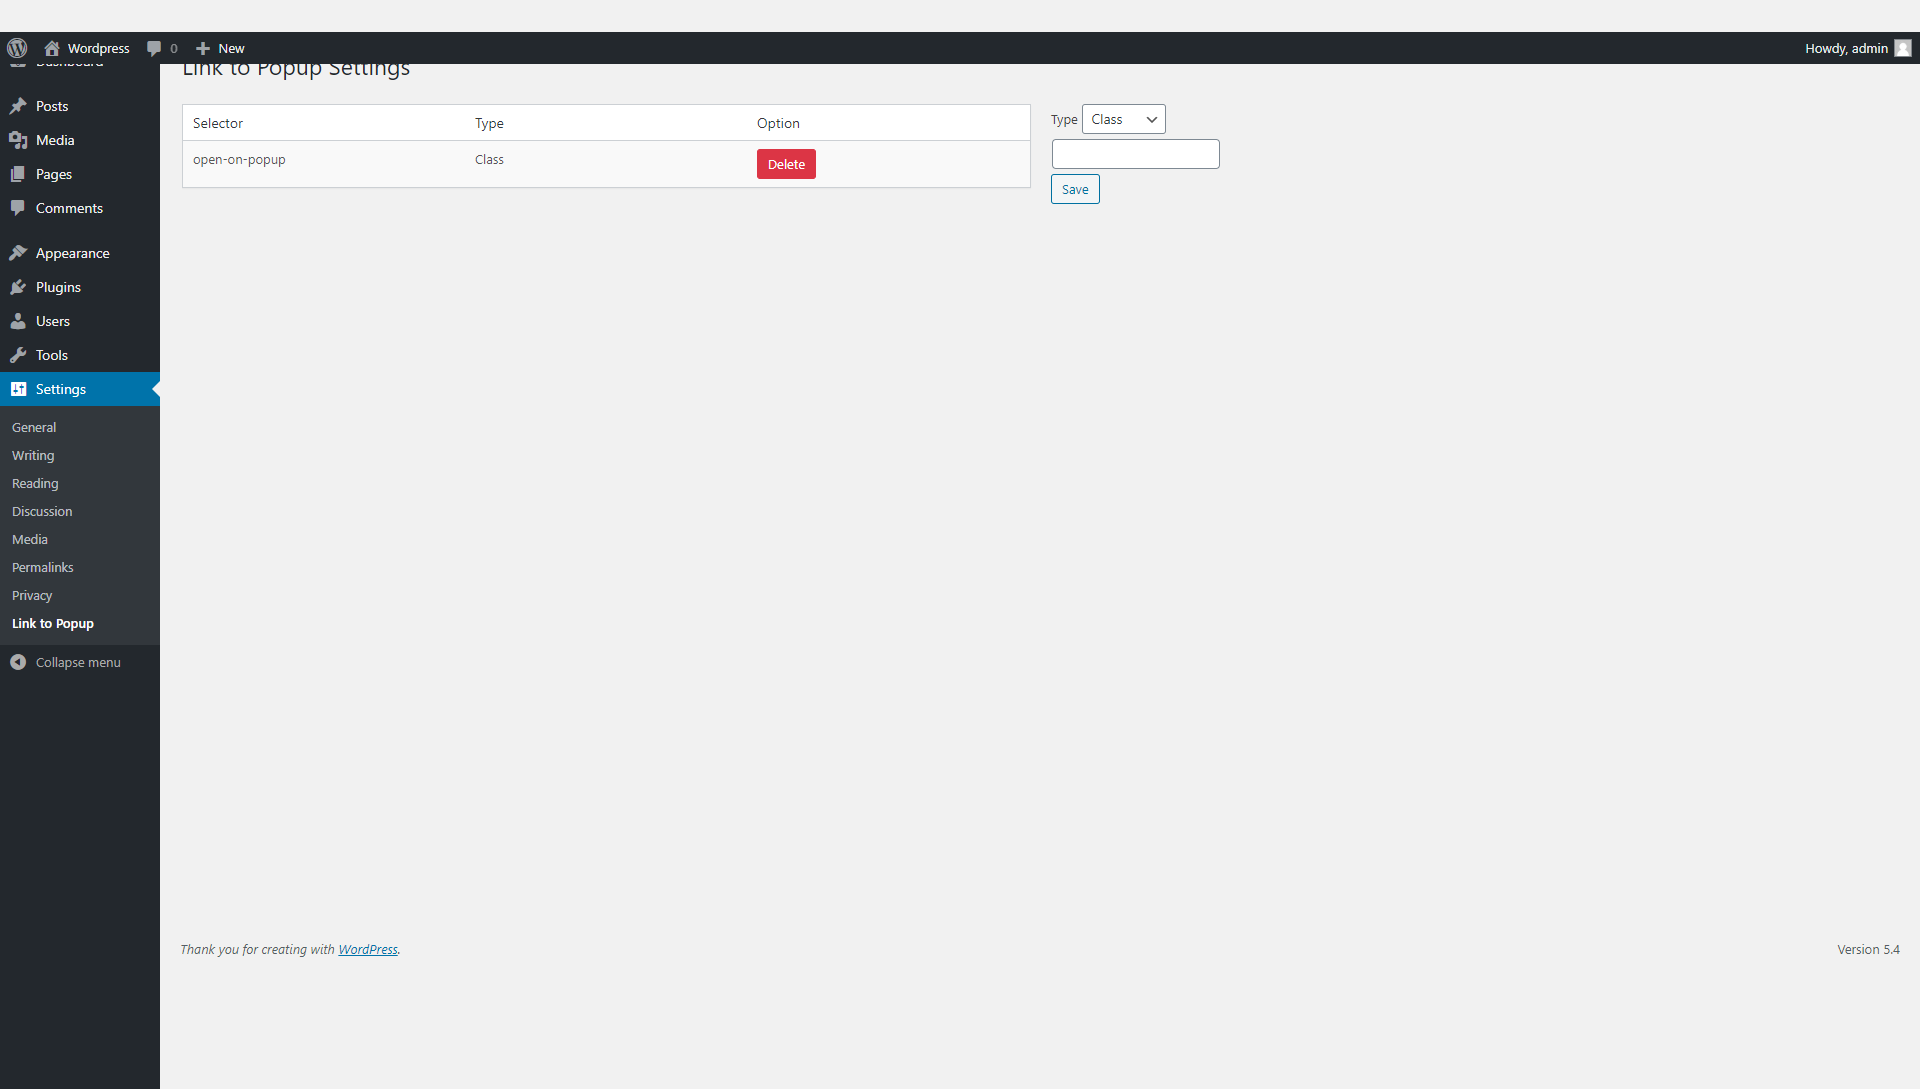 Wordpress 0 New Howdy, admin
Dashboard
Link to Popup Settings
Selector Type Option
open-on-popup Class Delete
Type Class
Save
Posts
Media
Pages
Comments
Appearance
Plugins
Users
Tools
Settings
General
Writing
Reading
Discussion
Media
Permalinks
Privacy
Link to Popup
Collapse menu
Thank you for creating with WordPress. Version 5.4